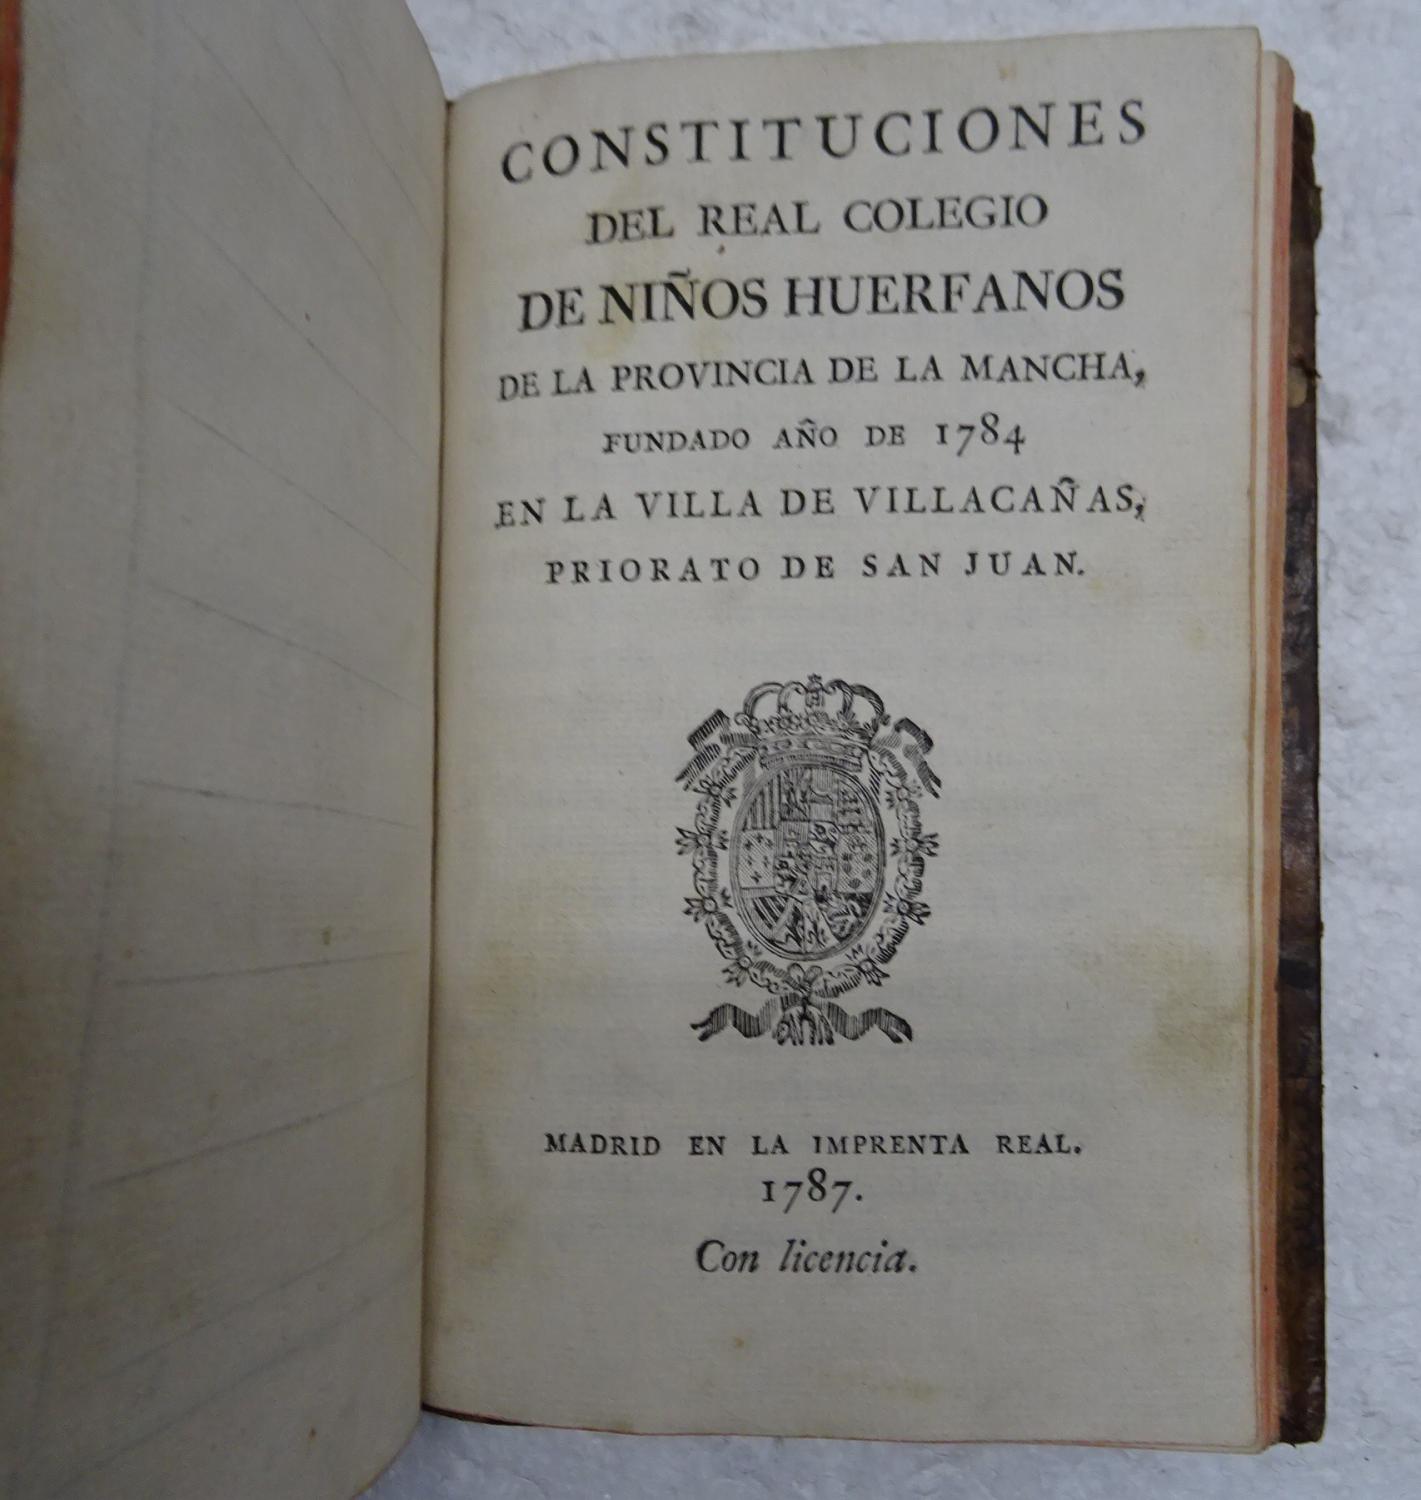 CONSTITUCIONES
DEL REAL COLEGIO
DE NIÑOS HUERFANOS
DE LA PROVINCIA DE LA MANCHA,
FUNDADO AÑO DE 1784
EN LA VILLA DE VILLACAÑAS,
PRIORATO DE SAN JUAN.
MADRID EN LA IMPRENTA REAL.
1787.
Con licencia.